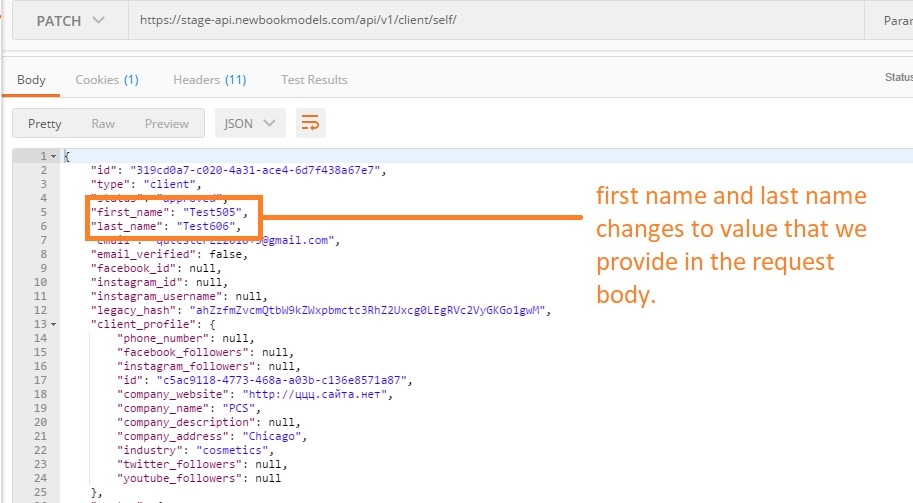 PATCH https://stage-api.newbookmodels.com/api/v1/client/self/ Param
Body Cookies (1) Headers (11) Test Results Status
Pretty Raw Preview JSON
1 {
2 "id": "319cd0a7-c020-4a31-ace4-6d7f438a67e7",
3 "type": "client",
4 "status": "approved",
5 "first_name": "Test505",
6 "last_name": "Test606",
7 "email": @gmail.com",
8 "email_verified": false,
9 "facebook_id": null,
10 "instagram_id": null,
11 "instagram_username": null,
12 "legacy_hash": "ahZzfmZvcmQtbW9kZWxpbmctc3RhZ2Uxcg0LEgRVc2VyGKGo1gwM",
13 "client_profile": {
14 "phone_number": null,
15 "facebook_followers": null,
16 "instagram_followers": null,
17 "id": "c5ac9118-4773-468a-a03b-c136e8571a87",
18 "company_website": "http://ццц.сайта.нет",
19 "company_name": "PCS",
20 "company_description": null,
21 "company_address": "Chicago",
22 "industry": "cosmetics",
23 "twitter_followers": null,
24 "youtube_followers": null
25 },
first name and last name
changes to value that we
provide in the request
body.